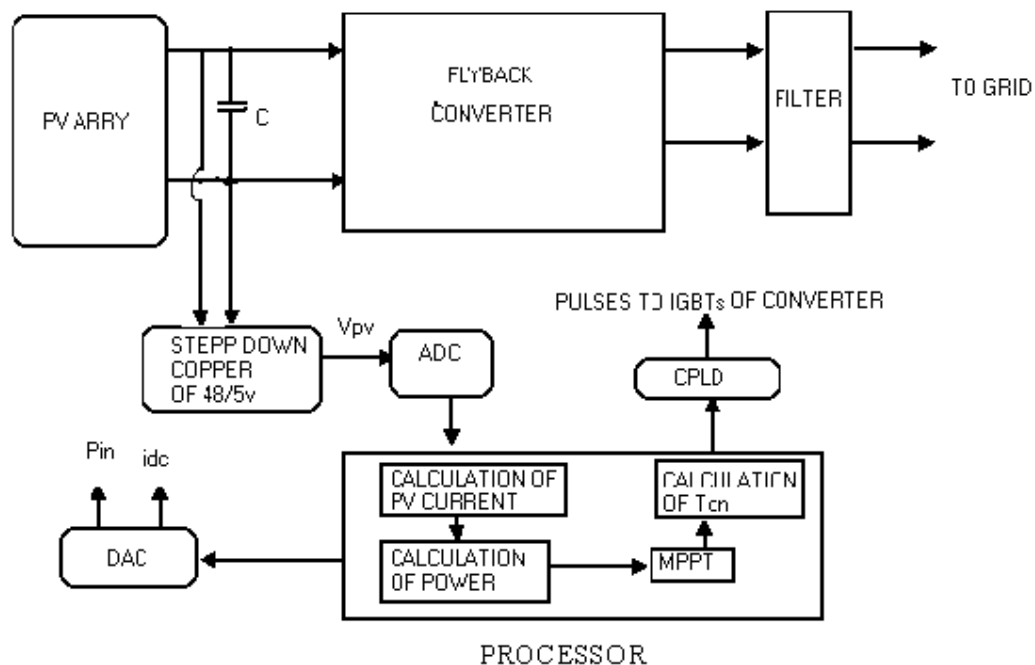 PV ARRY
C
FLYBACK
CONVERTER
FILTER
TO GRID
PULSES TO IGBTs OF CONVERTER
STEPP DOWN
COPPER
OF 48/5v
Vpv
ADC
CPLD
Pin
idc
DAC
CALCULATION OF
PV CURRENT
CALCULATION
OF POWER
MPPT
CALCULATION
OF Tcn
PROCESSOR